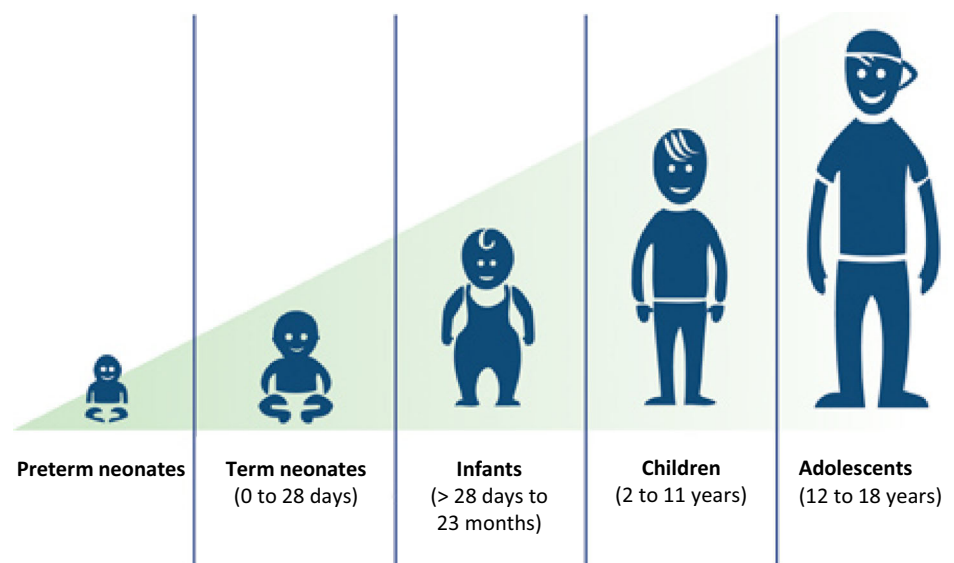 Preterm neonates
Term neonates
(0 to 28 days)
Infants
(> 28 days to
23 months)
Children
(2 to 11 years)
Adolescents
(12 to 18 years)